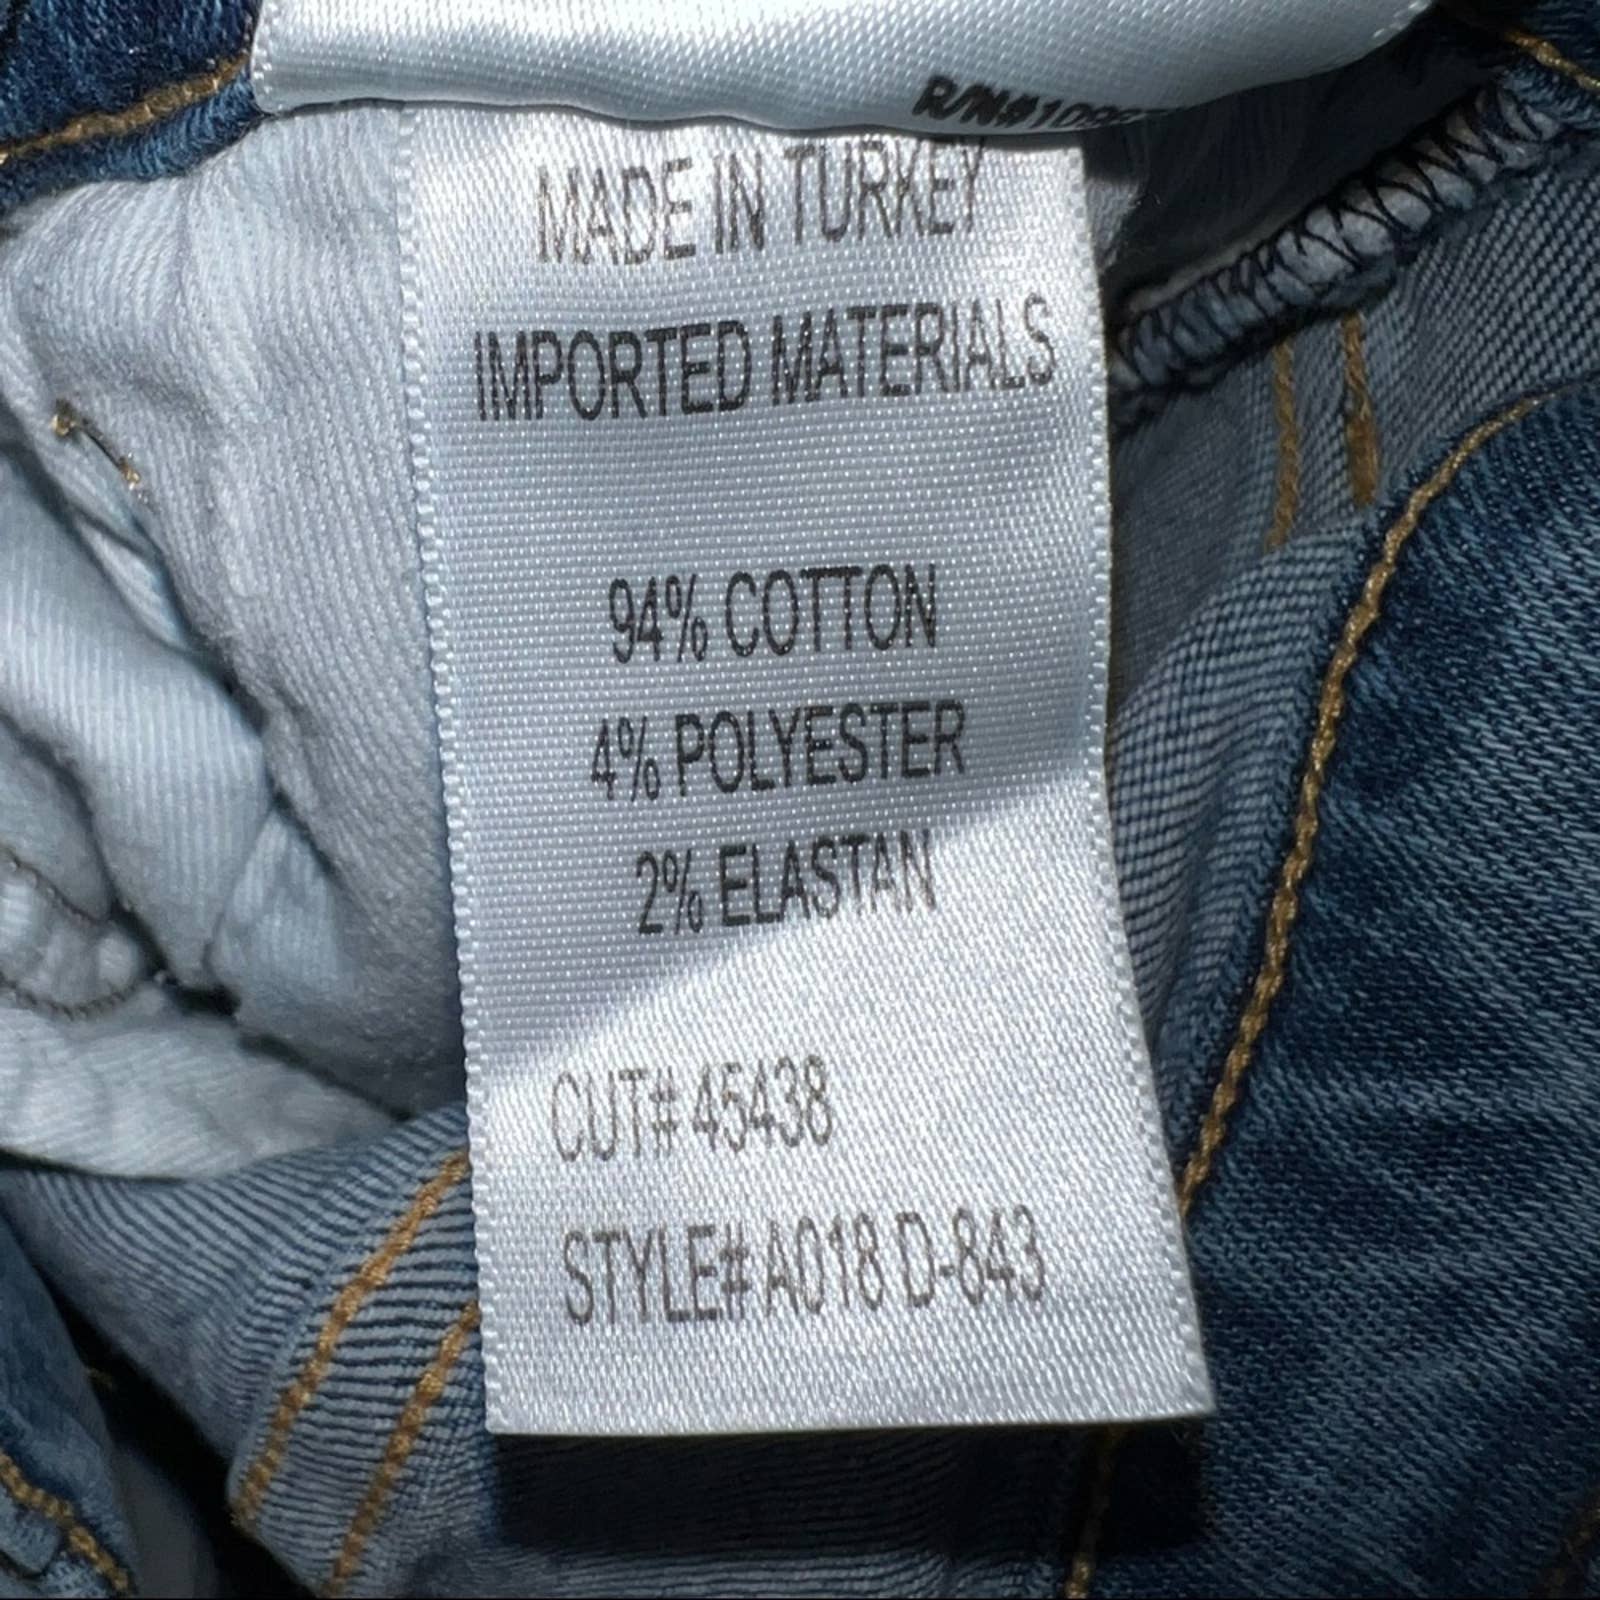 MADE IN TURKEY
IMPORTED MATERIALS
94% COTTON
4% POLYESTER
2% ELASTAN
CUT# 45438
STYLE# A018 D-843